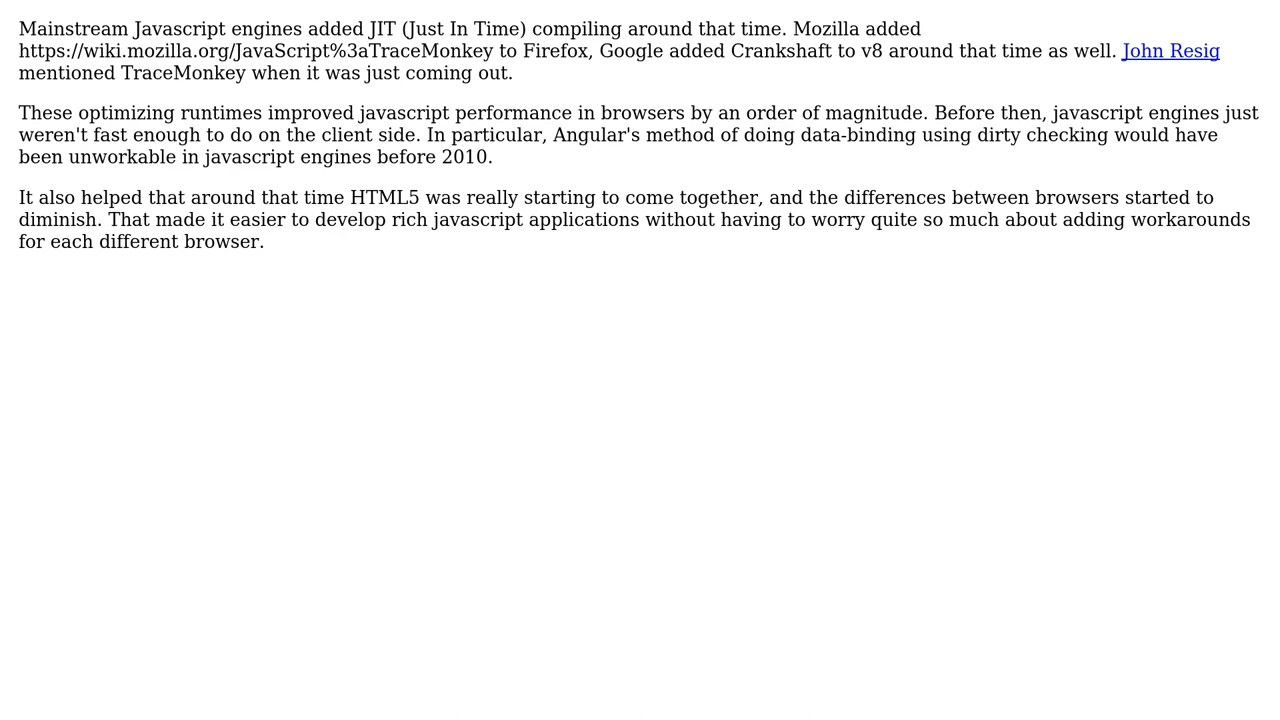 Mainstream Javascript engines added JIT (Just In Time) compiling around that time. Mozilla added
https://wiki.mozilla.org/JavaScript%3aTraceMonkey to Firefox, Google added Crankshaft to v8 around that time as well. John Resig
mentioned TraceMonkey when it was just coming out.
These optimizing runtimes improved javascript performance in browsers by an order of magnitude. Before then, javascript engines just
weren't fast enough to do on the client side. In particular, Angular's method of doing data-binding using dirty checking would have
been unworkable in javascript engines before 2010.
It also helped that around that time HTML5 was really starting to come together, and the differences between browsers started to
diminish. That made it easier to develop rich javascript applications without having to worry quite so much about adding workarounds
for each different browser.